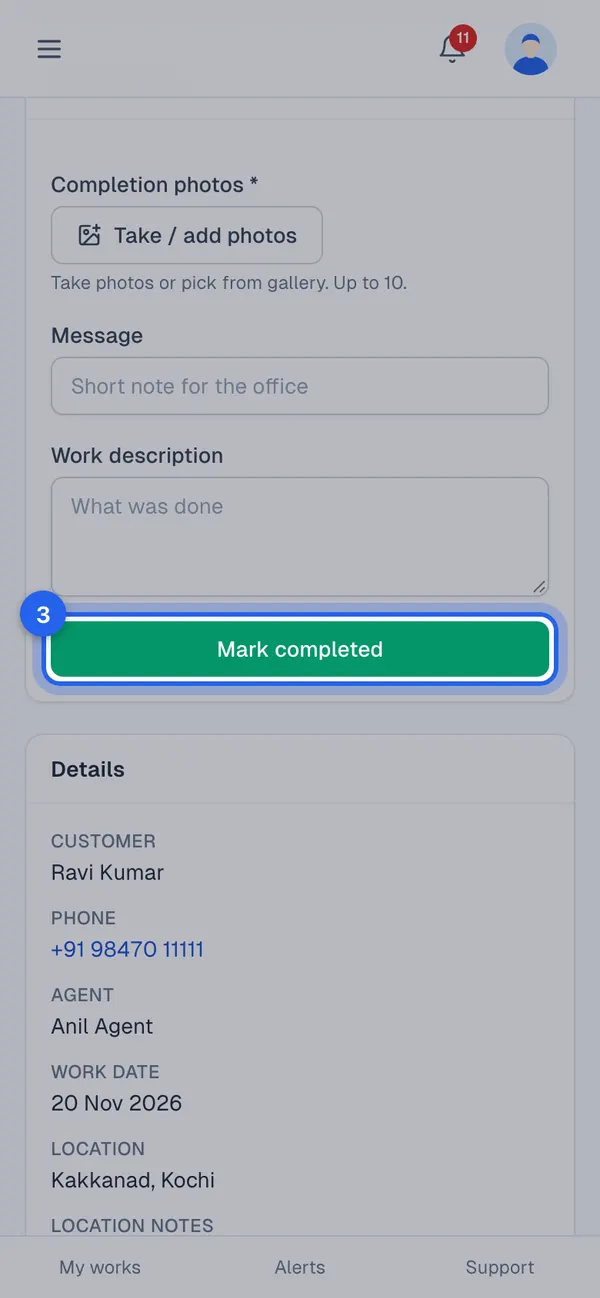 11
Completion photos *
Take / add photos
Take photos or pick from gallery. Up to 10.
Message
Short note for the office
Work description
What was done
3
Mark completed
Details
CUSTOMER
Ravi Kumar
PHONE
+91 98470 11111
AGENT
Anil Agent
WORK DATE
20 Nov 2026
LOCATION
Kakkanad, Kochi
LOCATION NOTES
My works
Alerts
Support